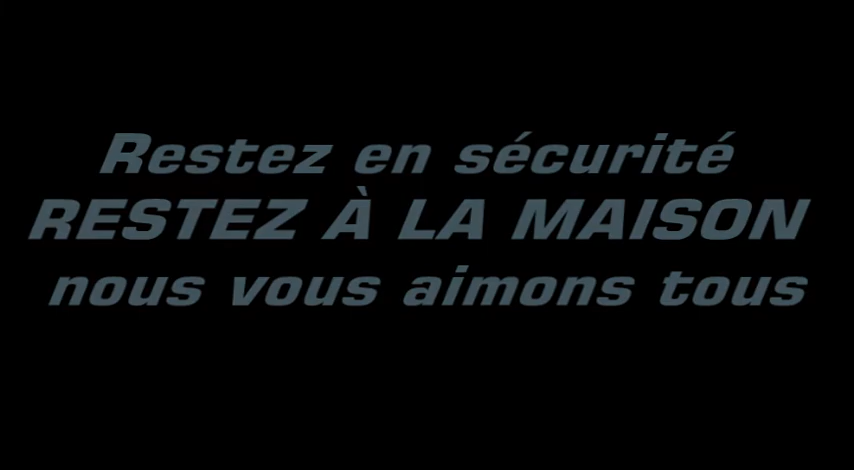 Restez en sécurité
RESTEZ À LA MAISON
nous vous aimons tous